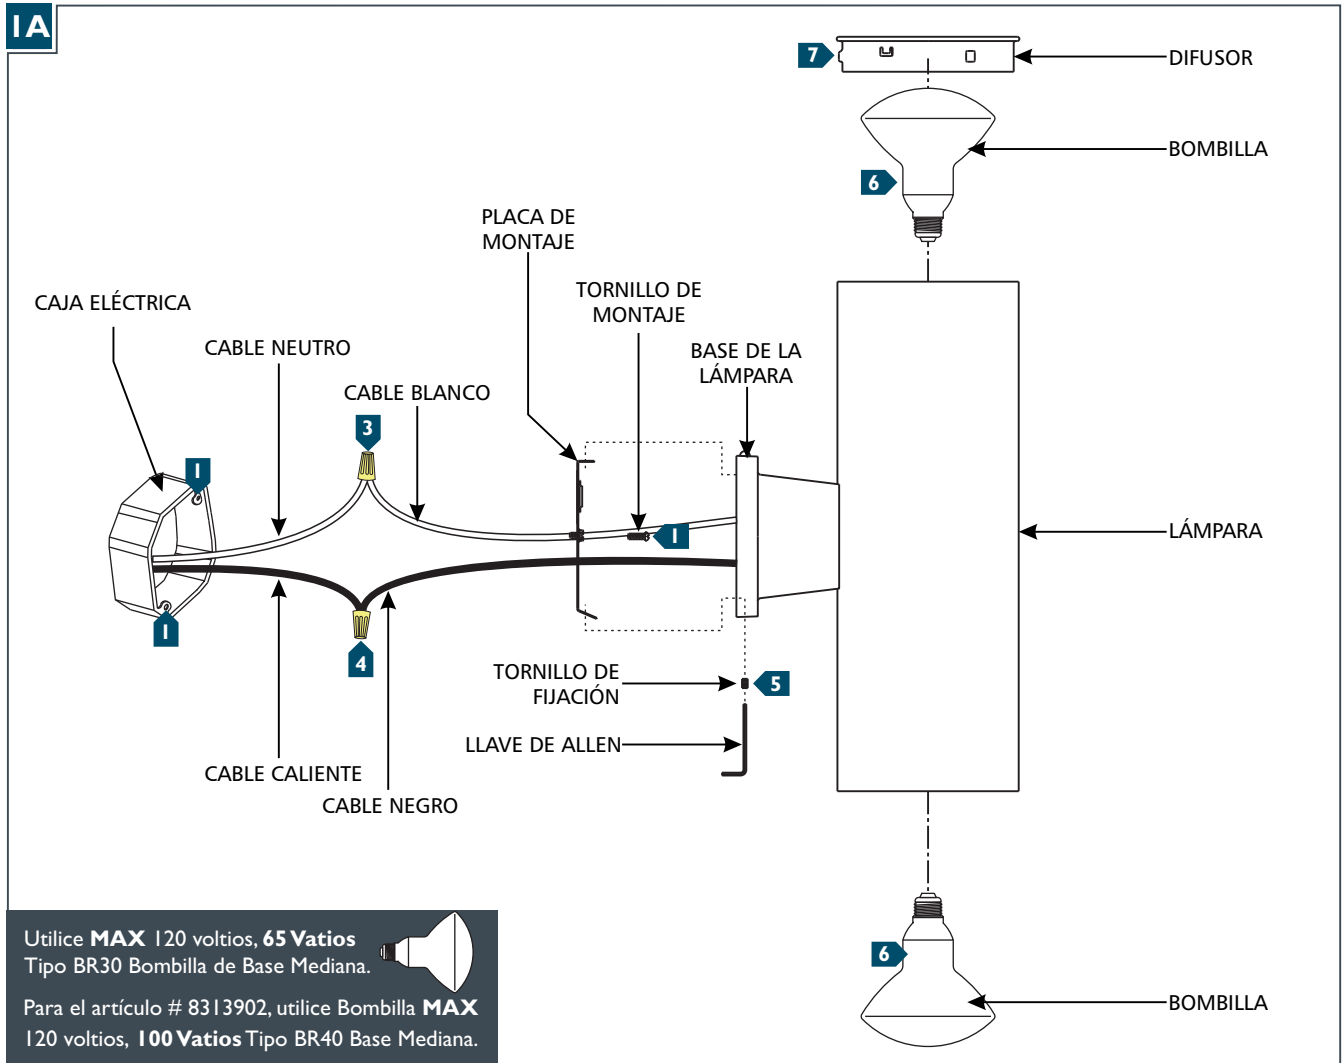 1A
7
DIFUSOR
BOMBILLA
6
PLACA DE
MONTAJE
TORNILLO DE
MONTAJE
CAJA ELÉCTRICA
CABLE NEUTRO
BASE DE LA
LÁMPARA
CABLE BLANCO
3
1
1
LÁMPARA
1
4
TORNILLO DE
FIJACIÓN
5
LLAVE DE ALLEN
CABLE CALIENTE
CABLE NEGRO
6
BOMBILLA
Utilice MAX 120 voltios, 65 Vatios
Tipo BR30 Bombilla de Base Mediana.
Para el artículo # 8313902, utilice Bombilla MAX
120 voltios, 100 Vatios Tipo BR40 Base Mediana.